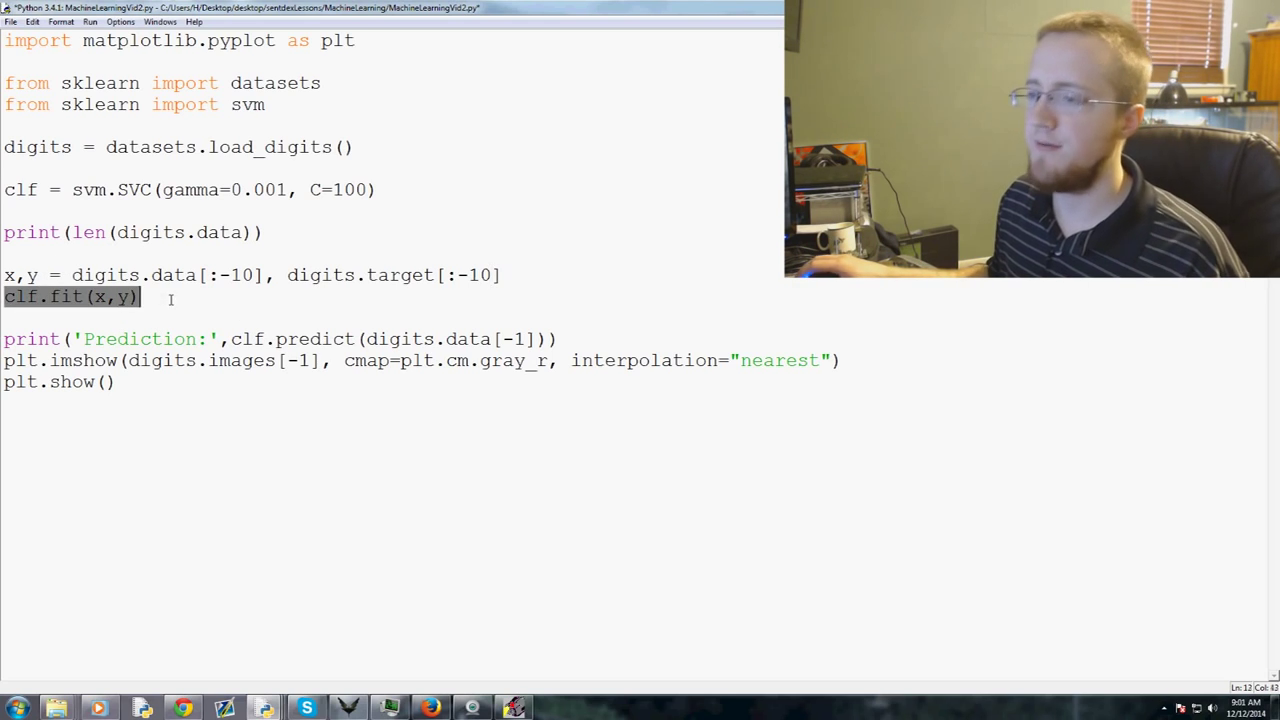 *Python 3.4.1: MachineLearningVid2.py - C:/Users/H/Desktop/desktop/sentdexLessons/MachineLearning/MachineLearningVid2.py*
File Edit Format Run Options Windows Help
import matplotlib.pyplot as plt
from sklearn import datasets
from sklearn import svm
digits = datasets.load_digits()
clf = svm.SVC(gamma=0.001, C=100)
print(len(digits.data))
x,y = digits.data[:-10], digits.target[:-10]
clf.fit(x,y)
print('Prediction:',clf.predict(digits.data[-1]))
plt.imshow(digits.images[-1], cmap=plt.cm.gray_r, interpolation="nearest")
plt.show()
Ln: 12 Col: 43
9:01 AM
12/12/2014